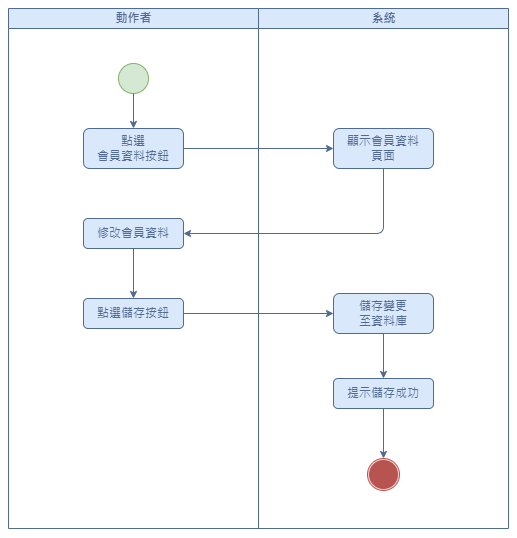 動作者
系統
點選
會員資料按鈕
顯示會員資料
頁面
修改會員資料
點選儲存按鈕
儲存變更
至資料庫
提示儲存成功